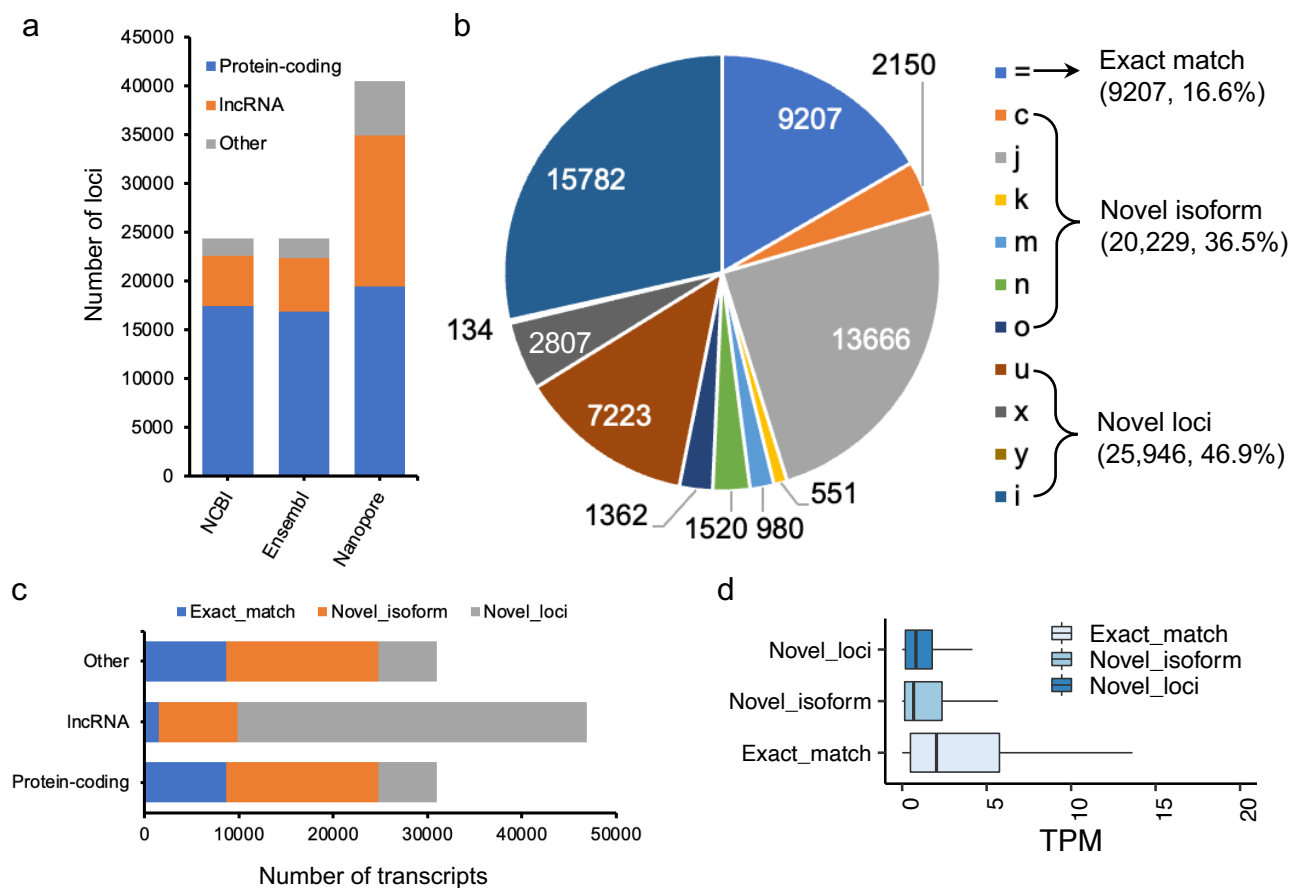 a
45000
40000
35000
30000
25000
20000
15000
10000
5000
0
Number of loci
Protein-coding
lncRNA
Other
NCBI
Ensembl
Nanopore
b
2150
9207
15782
13666
134
2807
7223
551
1362
1520
980
=
c
j
k
m
n
o
u
x
y
i
Exact match
(9207, 16.6%)
Novel isoform
(20,229, 36.5%)
Novel loci
(25,946, 46.9%)
c
Exact_match
Novel_isoform
Novel_loci
Other
lncRNA
Protein-coding
0
10000
20000
30000
40000
50000
Number of transcripts
d
Novel_loci
Novel_isoform
Exact_match
Exact_match
Novel_isoform
Novel_loci
0
5
10
15
20
TPM